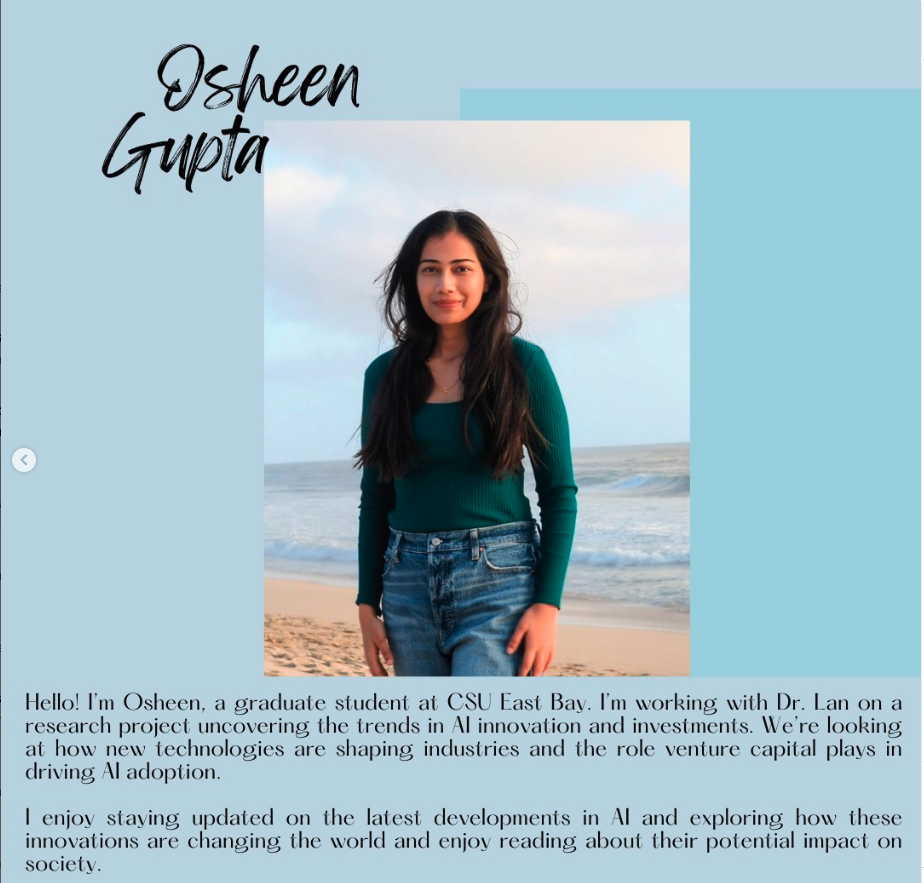 Osheen
Gupta
Hello! I'm Osheen, a graduate student at CSU East Bay. I'm working with Dr. Lan on a
research project uncovering the trends in AI innovation and investments. We're looking
at how new technologies are shaping industries and the role venture capital plays in
driving AI adoption.
I enjoy staying updated on the latest developments in AI and exploring how these
innovations are changing the world and enjoy reading about their potential impact on
society.